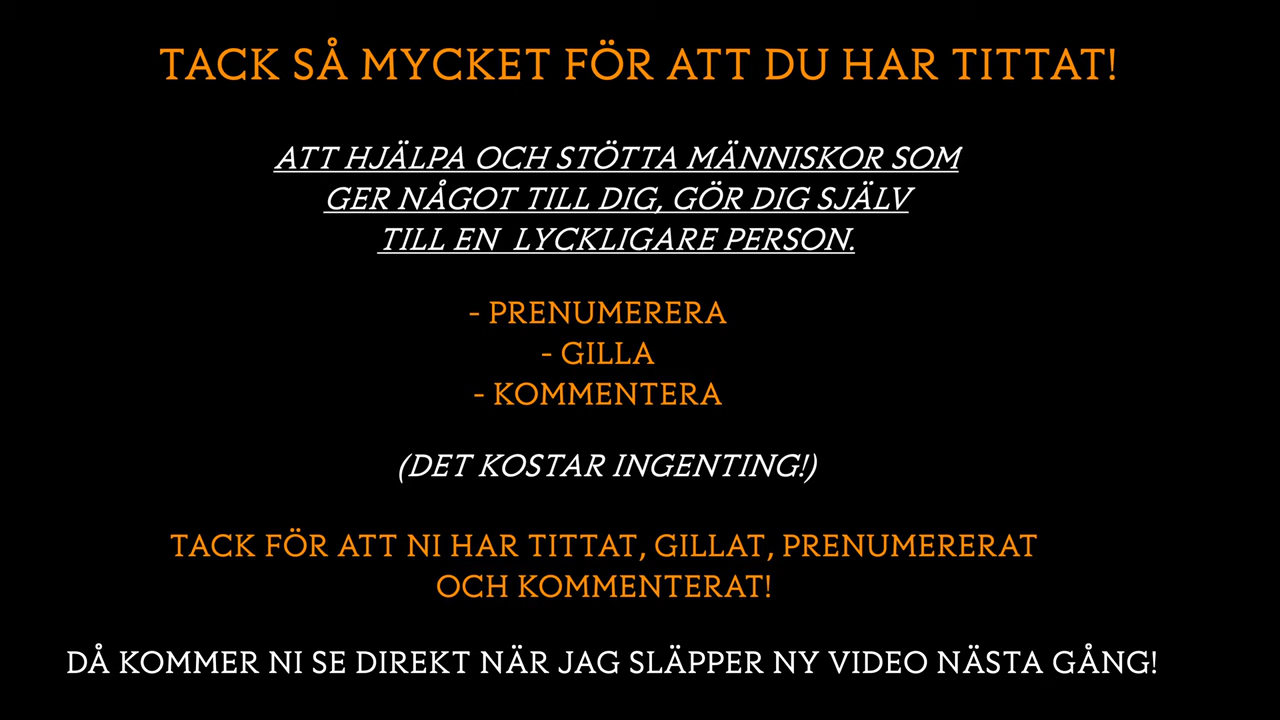 TACK SÅ MYCKET FÖR ATT DU HAR TITTAT!
ATT HJÄLPA OCH STÖTTA MÄNNISKOR SOM
GER NÅGOT TILL DIG, GÖR DIG SJÄLV
TILL EN  LYCKLIGARE PERSON.
- PRENUMERERA
- GILLA
- KOMMENTERA
(DET KOSTAR INGENTING!)
TACK FÖR ATT NI HAR TITTAT, GILLAT, PRENUMERERAT
OCH KOMMENTERAT!
DÅ KOMMER NI SE DIREKT NÄR JAG SLÄPPER NY VIDEO NÄSTA GÅNG!